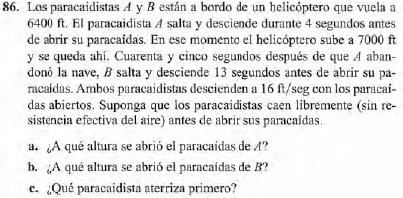 86. Los paracaidistas A y B están a bordo de un helicóptero que vuela a
6400 ft. El paracaidista A salta y desciende durante 4 segundos antes
de abrir su paracaídas. En ese momento el helicóptero sube a 7000 ft
y se queda ahí. Cuarenta y cinco segundos después de que A aban-
donó la nave, B salta y desciende 13 segundos antes de abrir su pa-
racaídas. Ambos paracaidistas descienden a 16 ft/seg con los paracaí-
das abiertos. Suponga que los paracaidistas caen libremente (sin re-
sistencia efectiva del aire) antes de abrir sus paracaídas.
a. ¿A qué altura se abrió el paracaídas de A?
b. ¿A qué altura se abrió el paracaídas de B?
c. ¿Qué paracaidista aterriza primero?